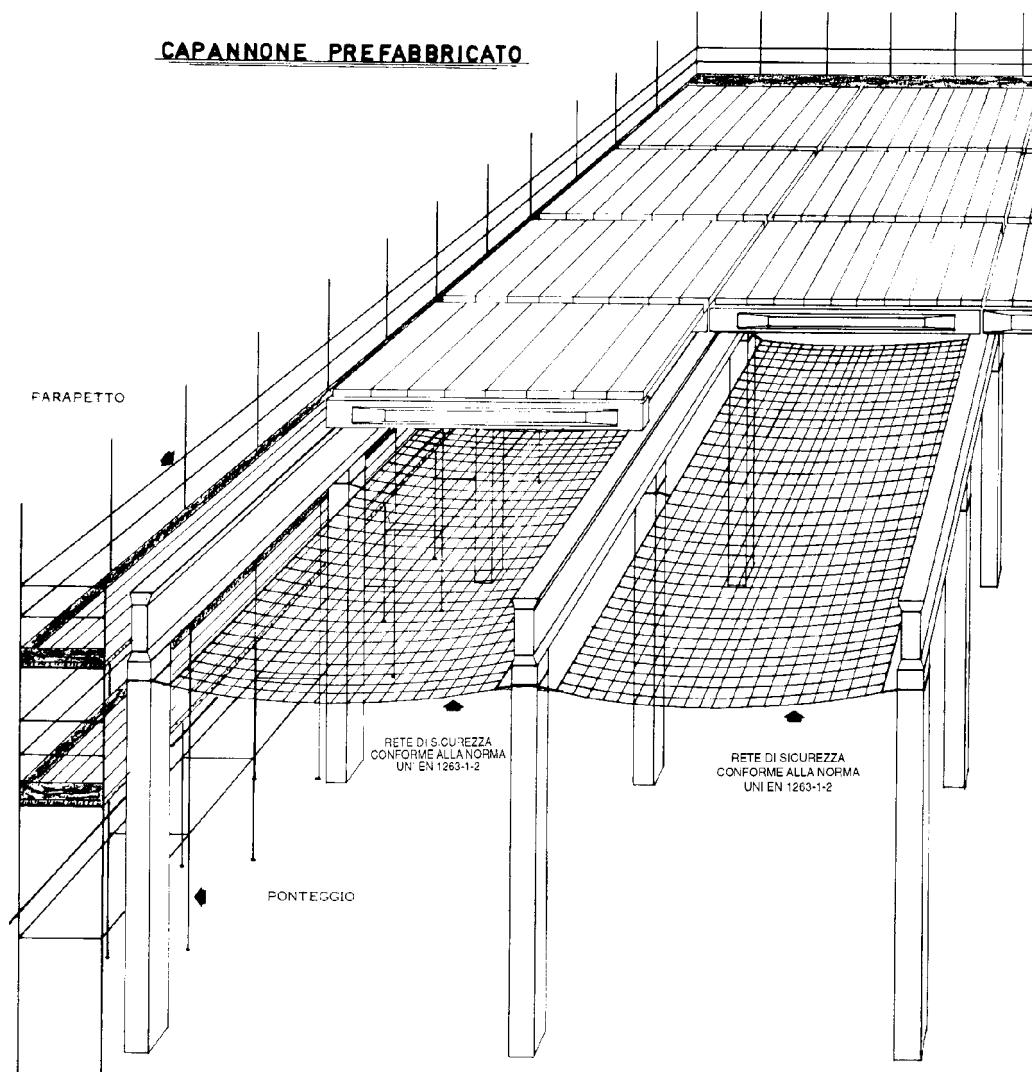 CAPANNONE PREFABBRICATO
PARAPETTO
RETE DI SICUREZZA
CONFORME ALLA NORMA
UNI EN 1263-1-2
RETE DI SICUREZZA
CONFORME ALLA NORMA
UNI EN 1263-1-2
PONTEGGIO